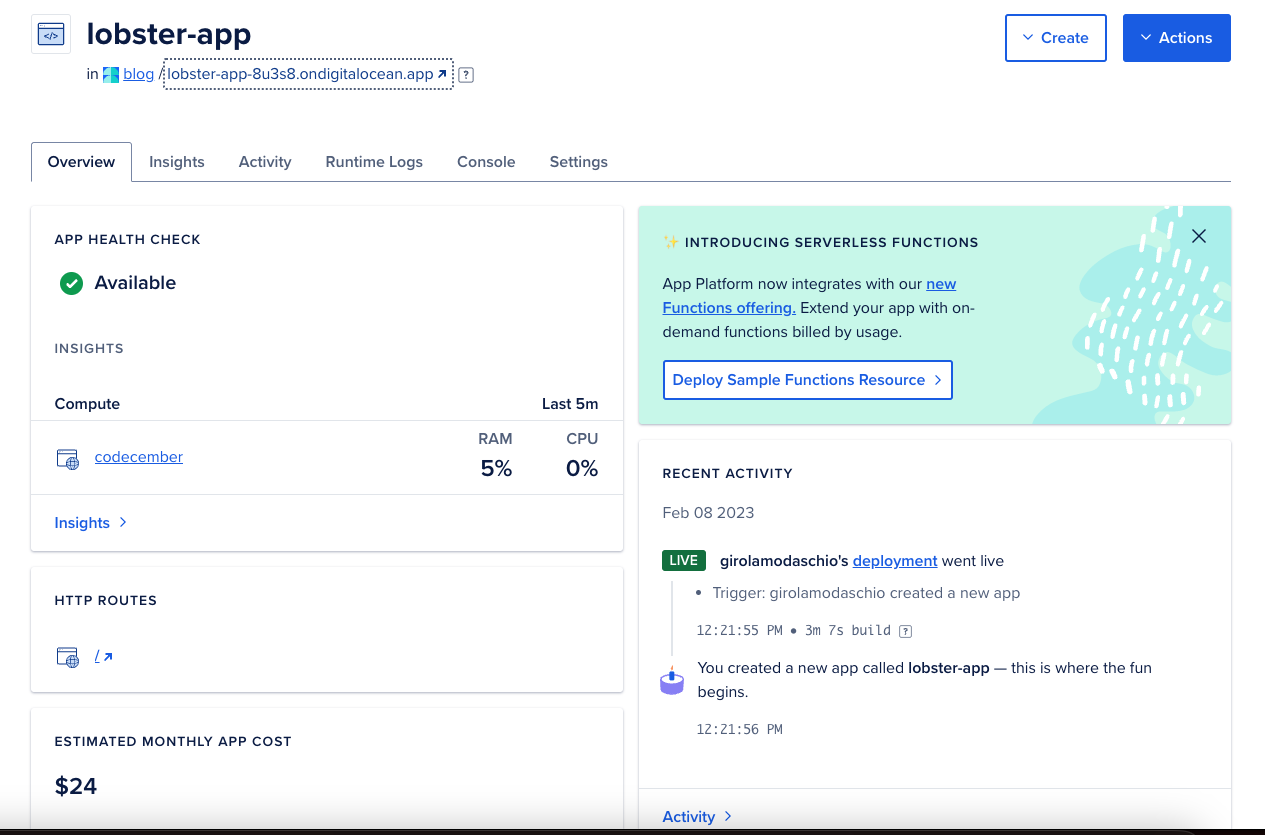 lobster-app
in blog / lobster-app-8u3s8.ondigitalocean.app ?
Create
Actions
Overview
Insights
Activity
Runtime Logs
Console
Settings
APP HEALTH CHECK
Available
INSIGHTS
Compute Last 5m
codecember
RAM CPU
5% 0%
Insights
HTTP ROUTES
/
ESTIMATED MONTHLY APP COST
$24
✨ INTRODUCING SERVERLESS FUNCTIONS
App Platform now integrates with our new
Functions offering. Extend your app with on-
demand functions billed by usage.
Deploy Sample Functions Resource
RECENT ACTIVITY
Feb 08 2023
LIVE girolamodaschio's deployment went live
• Trigger: girolamodaschio created a new app
12:21:55 PM • 3m 7s build ?
You created a new app called lobster-app — this is where the fun
begins.
12:21:56 PM
Activity